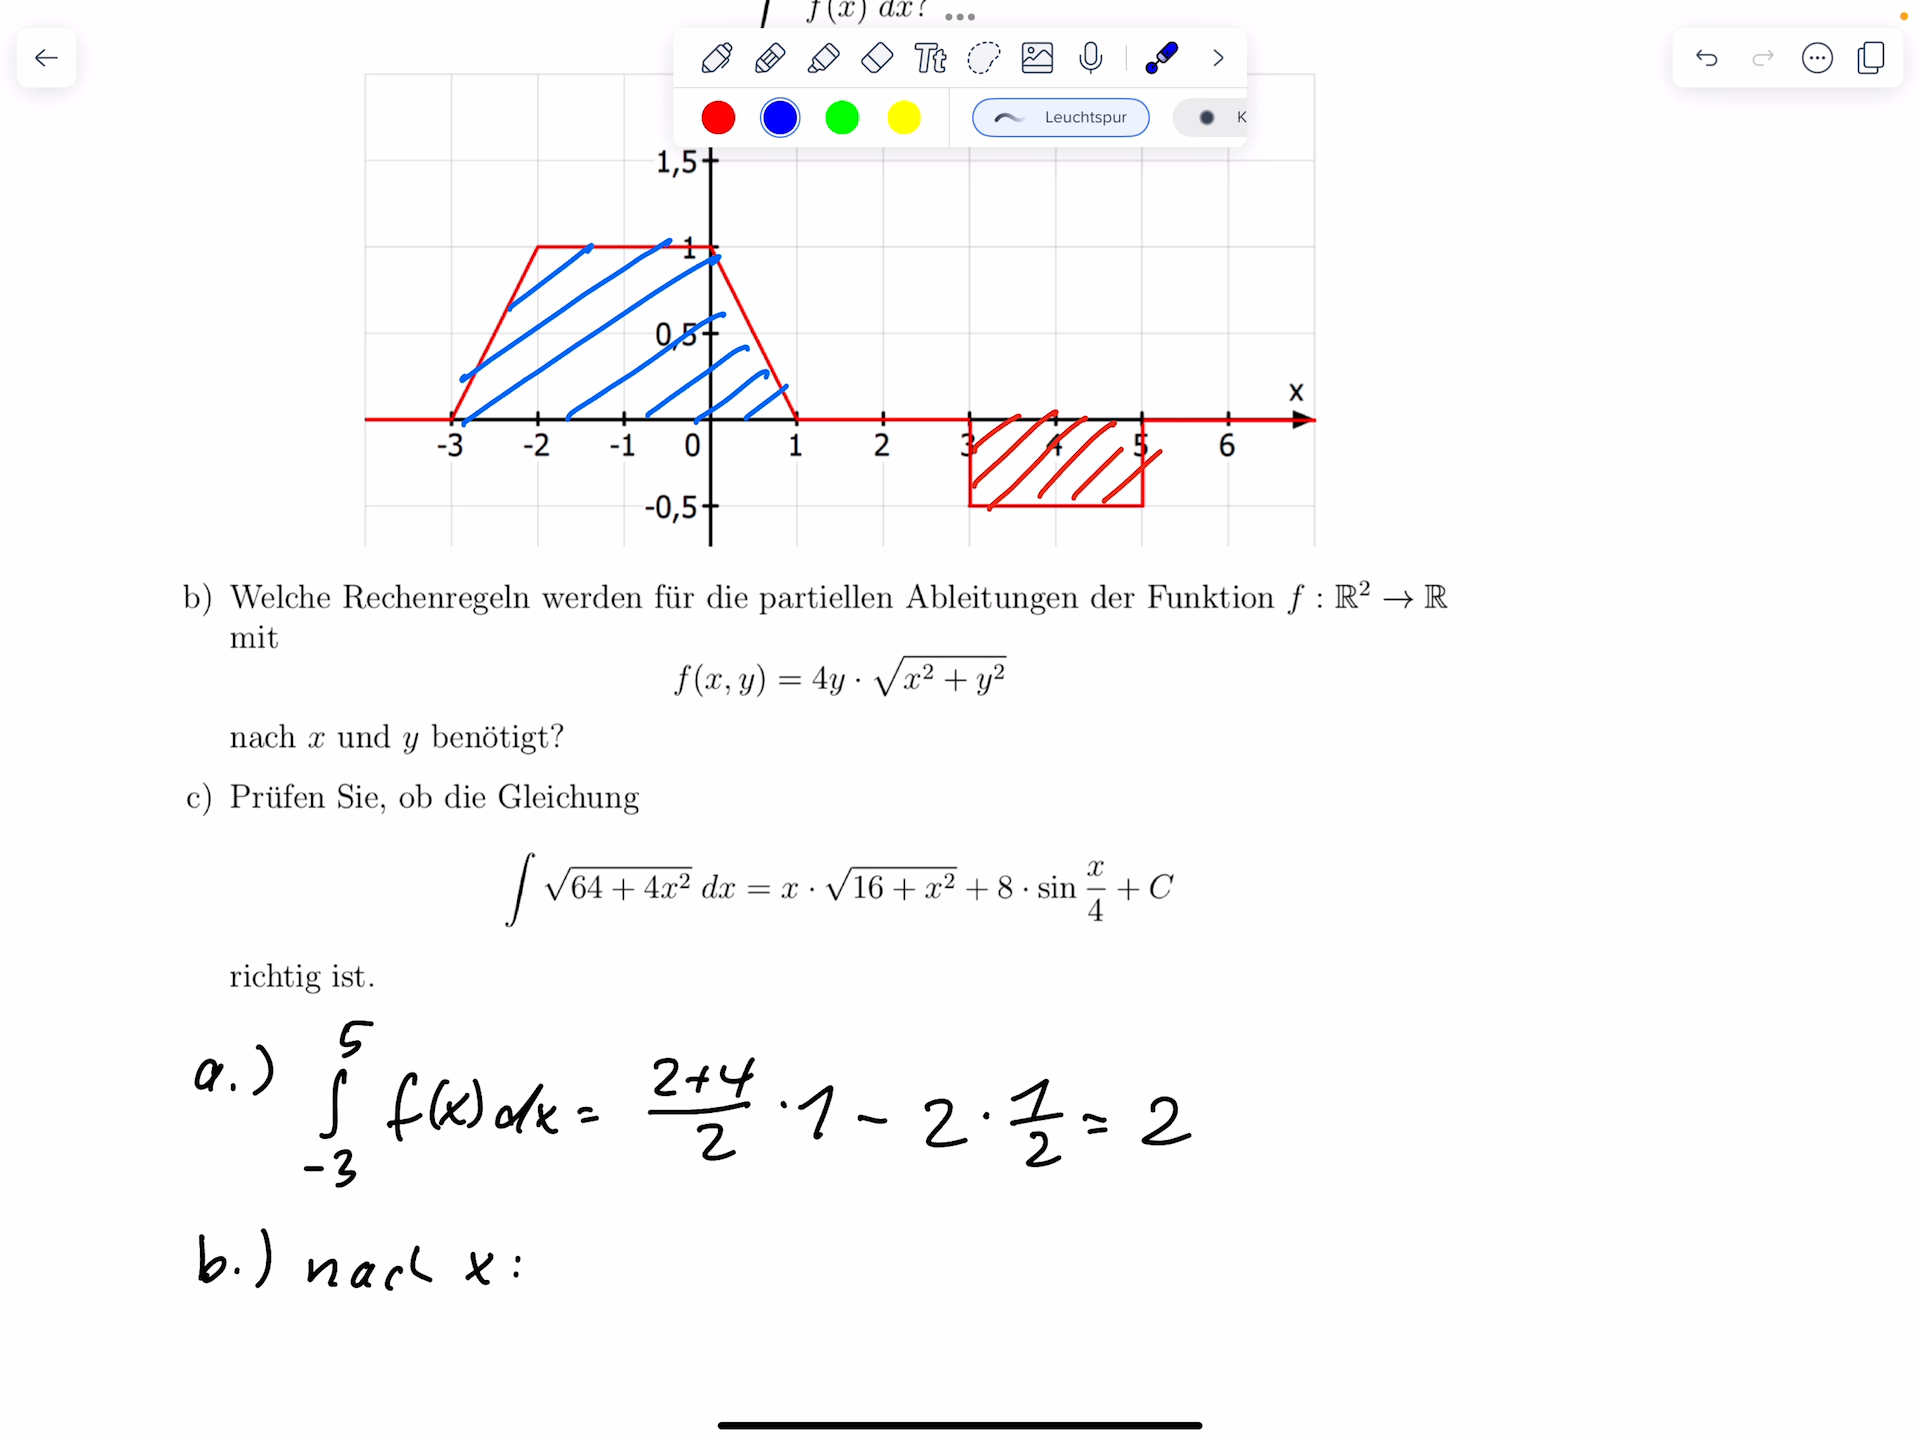 f(x) dx? ...
Tt
Leuchtspur K
1,5
1
0,5
x
-3 -2 -1 0 1 2 3 4 5 6
-0,5
b) Welche Rechenregeln werden für die partiellen Ableitungen der Funktion f : ℝ² → ℝ
mit
f(x, y) = 4y · √(x² + y²)
nach x und y benötigt?
c) Prüfen Sie, ob die Gleichung
∫ √(64 + 4x²) dx = x · √(16 + x²) + 8 · sin x/4 + C
richtig ist.
a.) ∫_{-3}^{5} f(x) dx = (2+4)/2 · 1 - 2 · 1/2 = 2
b.) nach x: